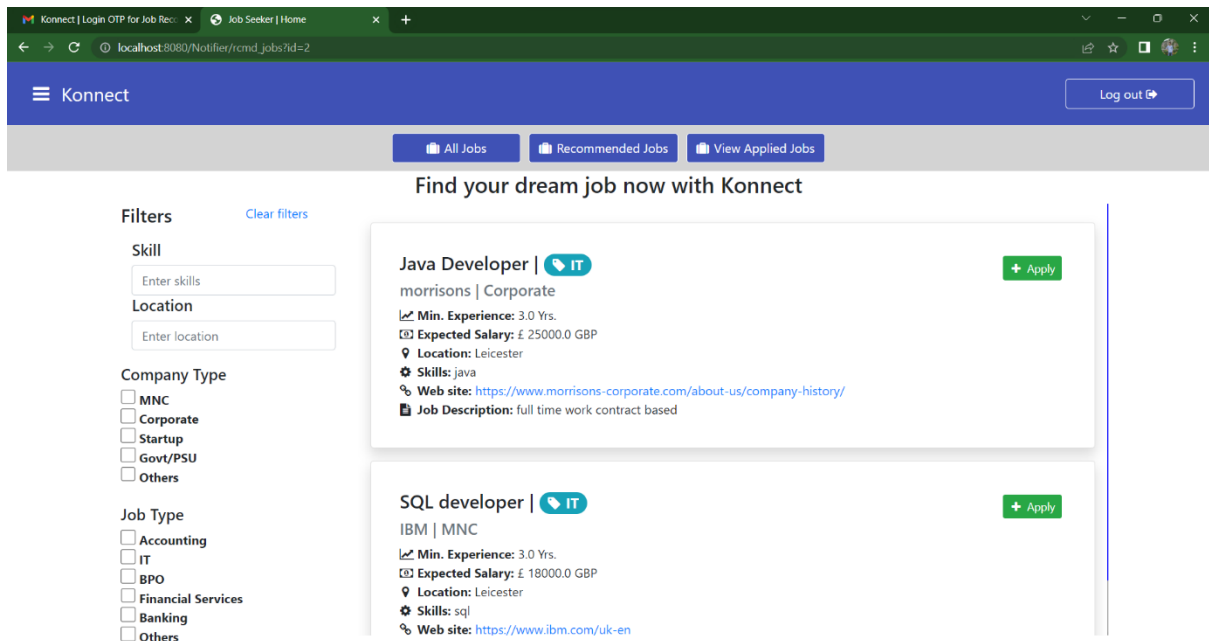 Konnect | Login OTP for Job Rec
Job Seeker | Home
localhost:8080/Notifier/rcmd_jobs?id=2
Konnect
Log out
All Jobs
Recommended Jobs
View Applied Jobs
Find your dream job now with Konnect
Filters
Clear filters
Skill
Enter skills
Location
Enter location
Company Type
MNC
Corporate
Startup
Govt/PSU
Others
Job Type
Accounting
IT
BPO
Financial Services
Banking
Others
Java Developer | IT
+ Apply
morrisons | Corporate
Min. Experience: 3.0 Yrs.
Expected Salary: £ 25000.0 GBP
Location: Leicester
Skills: java
Web site: https://www.morrisons-corporate.com/about-us/company-history/
Job Description: full time work contract based
SQL developer | IT
+ Apply
IBM | MNC
Min. Experience: 3.0 Yrs.
Expected Salary: £ 18000.0 GBP
Location: Leicester
Skills: sql
Web site: https://www.ibm.com/uk-en